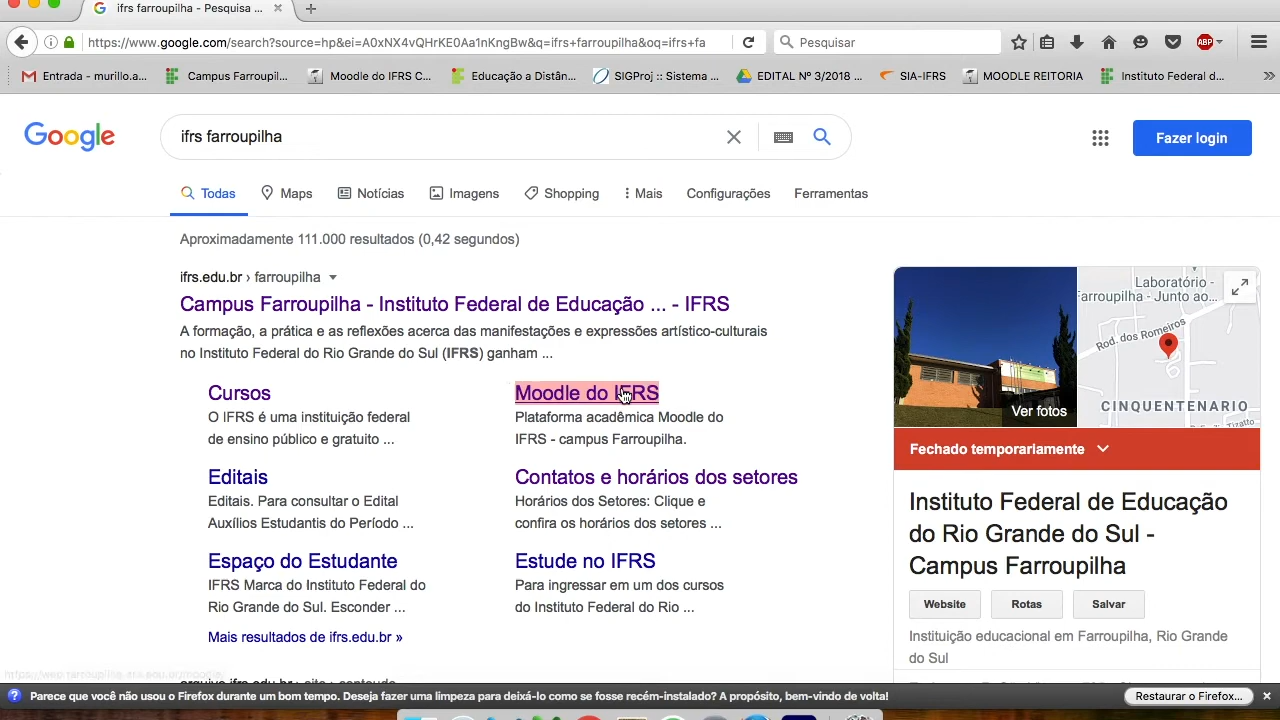 ifrs farroupilha - Pesquisa ...
https://www.google.com/search?source=hp&ei=A0xNX4vQHrKE0Aa1nKngBw&q=ifrs+farroupilha&oq=ifrs+fa
Pesquisar
ABP
Entrada - murillo.a...
Campus Farroupil...
Moodle do IFRS C...
Educação a Distân...
SIGProj :: Sistema ...
EDITAL Nº 3/2018 ...
SIA-IFRS
MOODLE REITORIA
Instituto Federal d...
Google
ifrs farroupilha
Fazer login
Todas
Maps
Notícias
Imagens
Shopping
Mais
Configurações
Ferramentas
Aproximadamente 111.000 resultados (0,42 segundos)
ifrs.edu.br › farroupilha
Campus Farroupilha - Instituto Federal de Educação ... - IFRS
A formação, a prática e as reflexões acerca das manifestações e expressões artístico-culturais
no Instituto Federal do Rio Grande do Sul (IFRS) ganham ...
Cursos
O IFRS é uma instituição federal
de ensino público e gratuito ...
Moodle do IFRS
Plataforma acadêmica Moodle do
IFRS - campus Farroupilha.
Editais
Editais. Para consultar o Edital
Auxílios Estudantis do Período ...
Contatos e horários dos setores
Horários dos Setores: Clique e
confira os horários dos setores ...
Espaço do Estudante
IFRS Marca do Instituto Federal do
Rio Grande do Sul. Esconder ...
Estude no IFRS
Para ingressar em um dos cursos
do Instituto Federal do Rio ...
Mais resultados de ifrs.edu.br »
Ver fotos
Laboratório -
Farroupilha - Junto ao...
Rod. dos Romeiros
CINQUENTENARIO
Fechado temporariamente
Instituto Federal de Educação
do Rio Grande do Sul -
Campus Farroupilha
Website
Rotas
Salvar
Instituição educacional em Farroupilha, Rio Grande
do Sul
Parece que você não usou o Firefox durante um bom tempo. Deseja fazer uma limpeza para deixá-lo como se fosse recém-instalado? A propósito, bem-vindo de volta!
Restaurar o Firefox...